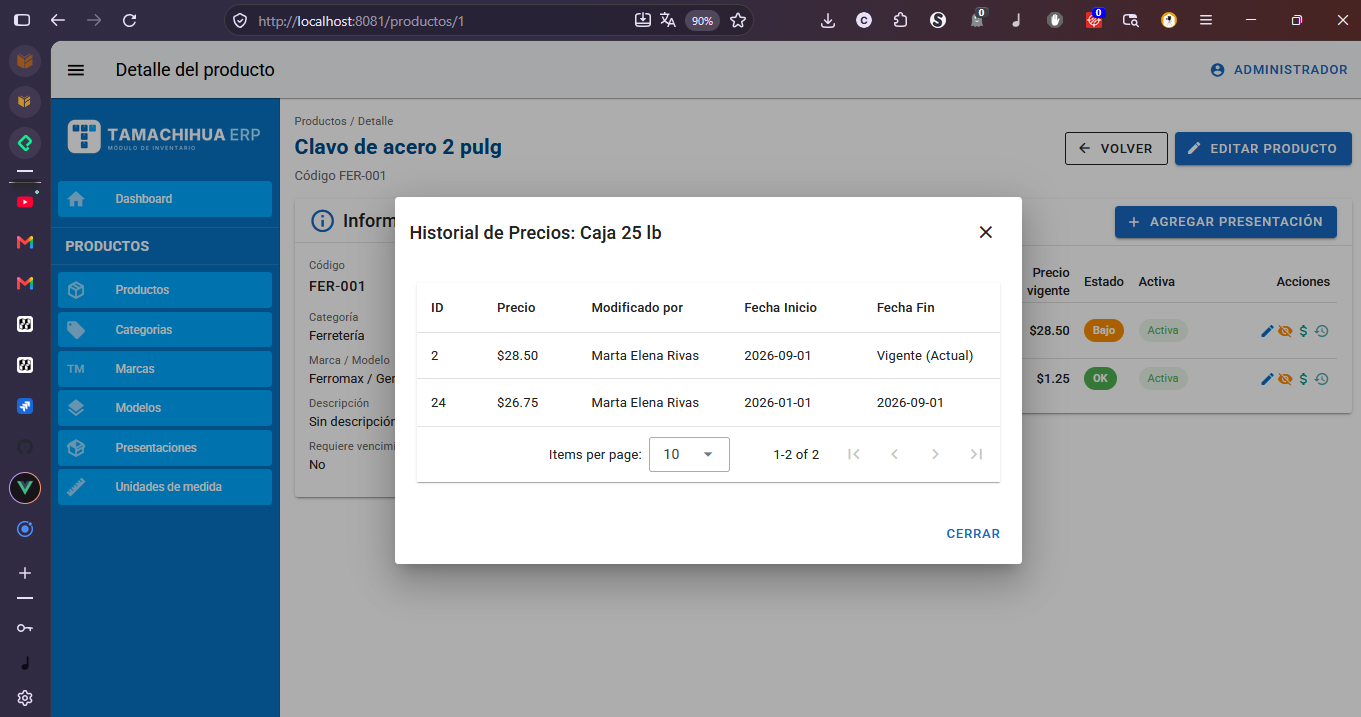 http://localhost:8081/productos/1
90%
C
0
0
Detalle del producto
ADMINISTRADOR
TAMACHIHUA ERP
MÓDULO DE INVENTARIO
Dashboard
PRODUCTOS
Productos
Categorias
TM Marcas
Modelos
Presentaciones
Unidades de medida
Productos / Detalle
Clavo de acero 2 pulg
Código FER-001
VOLVER
EDITAR PRODUCTO
Inform
AGREGAR PRESENTACIÓN
Código
FER-001
Categoría
Ferretería
Marca / Modelo
Ferromax / Ger
Descripción
Sin descripción
Requiere vencimi
No
Precio vigente Estado Activa Acciones
$28.50 Bajo Activa $
$1.25 OK Activa $
Historial de Precios: Caja 25 lb
ID Precio Modificado por Fecha Inicio Fecha Fin
2 $28.50 Marta Elena Rivas 2026-09-01 Vigente (Actual)
24 $26.75 Marta Elena Rivas 2026-01-01 2026-09-01
Items per page: 10 1-2 of 2
CERRAR